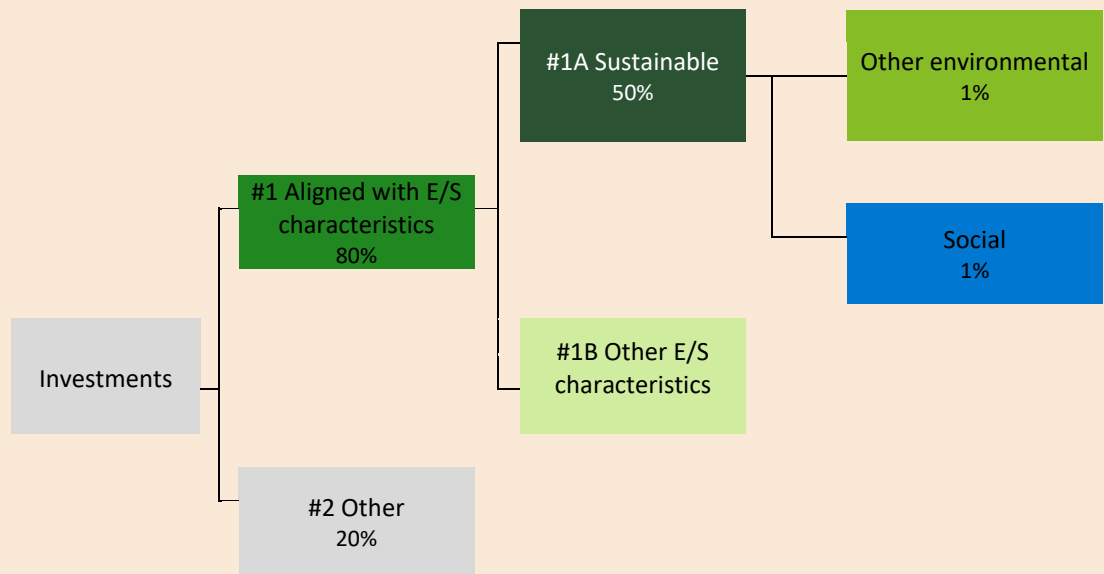 #1A Sustainable
50%
Other environmental
1%
#1 Aligned with E/S
characteristics
80%
Social
1%
Investments
#1B Other E/S
characteristics
#2 Other
20%